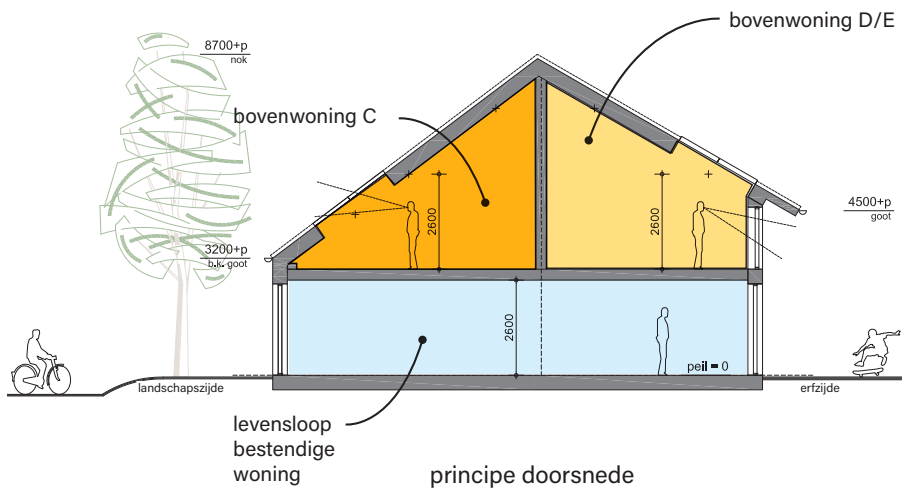 bovenwoning D/E
8700+p
nok
bovenwoning C
2600
2600
4500+p
goot
3200+p
b.k. goot
2600
peil = 0
landschapszijde
erfzijde
levensloop
bestendige
woning
principe doorsnede